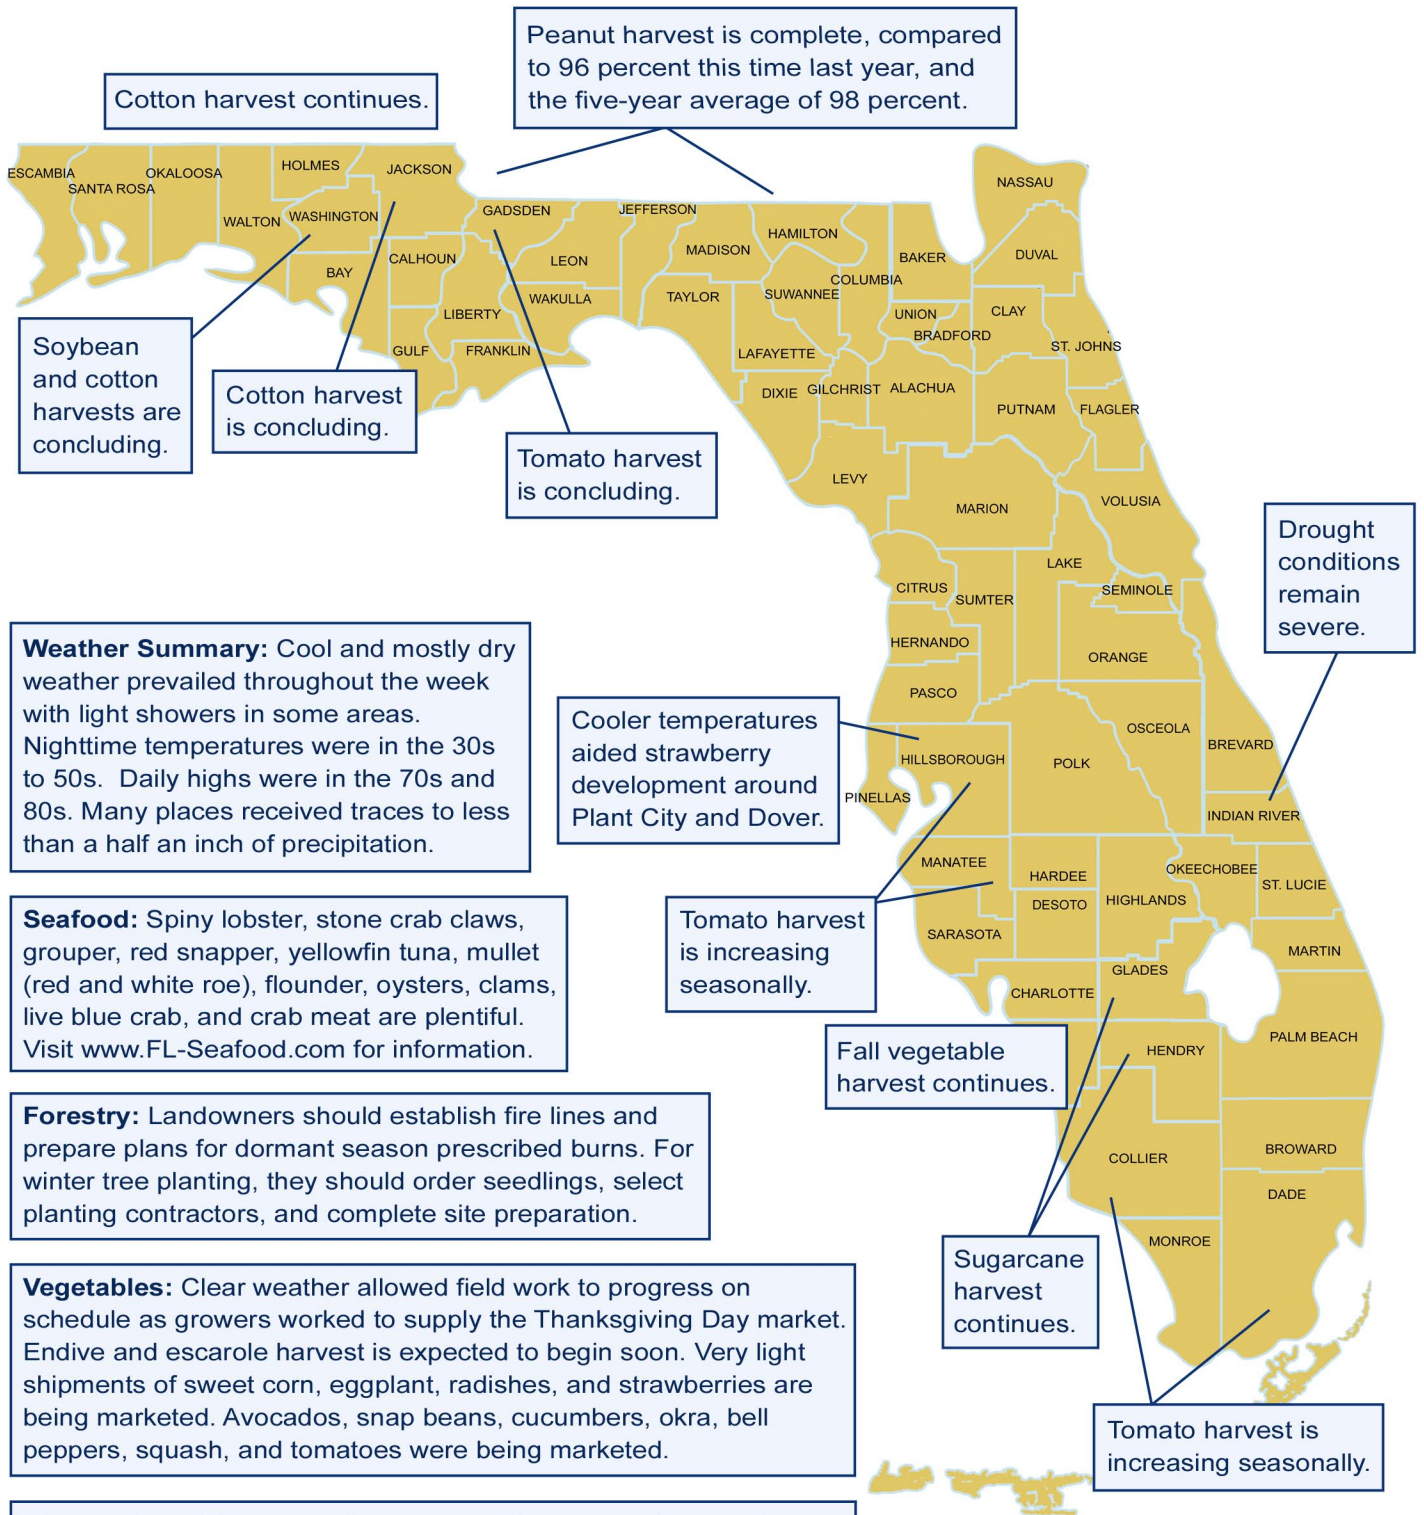 Peanut harvest is complete, compared
to 96 percent this time last year, and
the five-year average of 98 percent.
Cotton harvest continues.
ESCAMBIA
SANTA ROSA
OKALOOSA
HOLMES
JACKSON
WALTON
WASHINGTON
GADSDEN
JEFFERSON
NASSAU
BAY
CALHOUN
LEON
MADISON
HAMILTON
BAKER
DUVAL
LIBERTY
WAKULLA
TAYLOR
SUWANNEE
COLUMBIA
UNION
CLAY
BRADFORD
GULF
FRANKLIN
LAFAYETTE
ST. JOHNS
DIXIE
GILCHRIST
ALACHUA
PUTNAM
FLAGLER
Soybean
and cotton
harvests are
concluding.
Cotton harvest
is concluding.
Tomato harvest
is concluding.
LEVY
MARION
VOLUSIA
Drought
conditions
remain
severe.
CITRUS
SUMTER
LAKE
SEMINOLE
HERNANDO
ORANGE
PASCO
Weather Summary: Cool and mostly dry
weather prevailed throughout the week
with light showers in some areas.
Nighttime temperatures were in the 30s
to 50s.  Daily highs were in the 70s and
80s. Many places received traces to less
than a half an inch of precipitation.
Cooler temperatures
aided strawberry
development around
Plant City and Dover.
HILLSBOROUGH
POLK
OSCEOLA
BREVARD
PINELLAS
INDIAN RIVER
MANATEE
HARDEE
OKEECHOBEE
ST. LUCIE
DESOTO
HIGHLANDS
SARASOTA
MARTIN
GLADES
CHARLOTTE
Seafood: Spiny lobster, stone crab claws,
grouper, red snapper, yellowfin tuna, mullet
(red and white roe), flounder, oysters, clams,
live blue crab, and crab meat are plentiful.
Visit www.FL-Seafood.com for information.
Tomato harvest
is increasing
seasonally.
Fall vegetable
harvest continues.
HENDRY
PALM BEACH
Forestry: Landowners should establish fire lines and
prepare plans for dormant season prescribed burns. For
winter tree planting, they should order seedlings, select
planting contractors, and complete site preparation.
COLLIER
BROWARD
DADE
MONROE
Sugarcane
harvest
continues.
Vegetables: Clear weather allowed field work to progress on
schedule as growers worked to supply the Thanksgiving Day market.
Endive and escarole harvest is expected to begin soon. Very light
shipments of sweet corn, eggplant, radishes, and strawberries are
being marketed. Avocados, snap beans, cucumbers, okra, bell
peppers, squash, and tomatoes were being marketed.
Tomato harvest is
increasing seasonally.